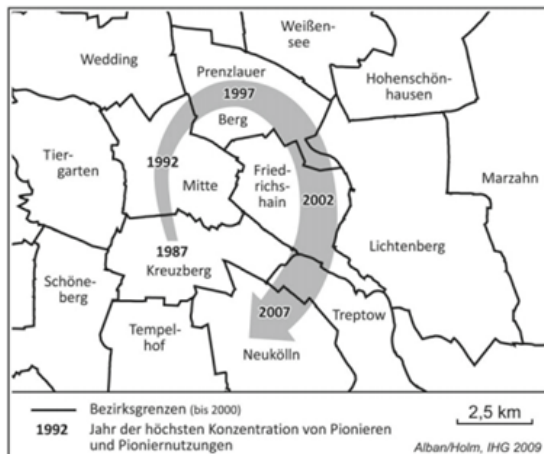 Weißen-
see
Wedding
Prenzlauer
Hohenschön-
hausen
1997
Berg
Tier-
garten
1992
Mitte
Fried-
richs-
hain
2002
Marzahn
Lichtenberg
1987
Kreuzberg
Schöne-
berg
2007
Treptow
Tempel-
hof
Neukölln
Bezirksgrenzen (bis 2000)
1992 Jahr der höchsten Konzentration von Pionieren
und Pioniernutzungen
2,5 km
Alban/Holm, IHG 2009